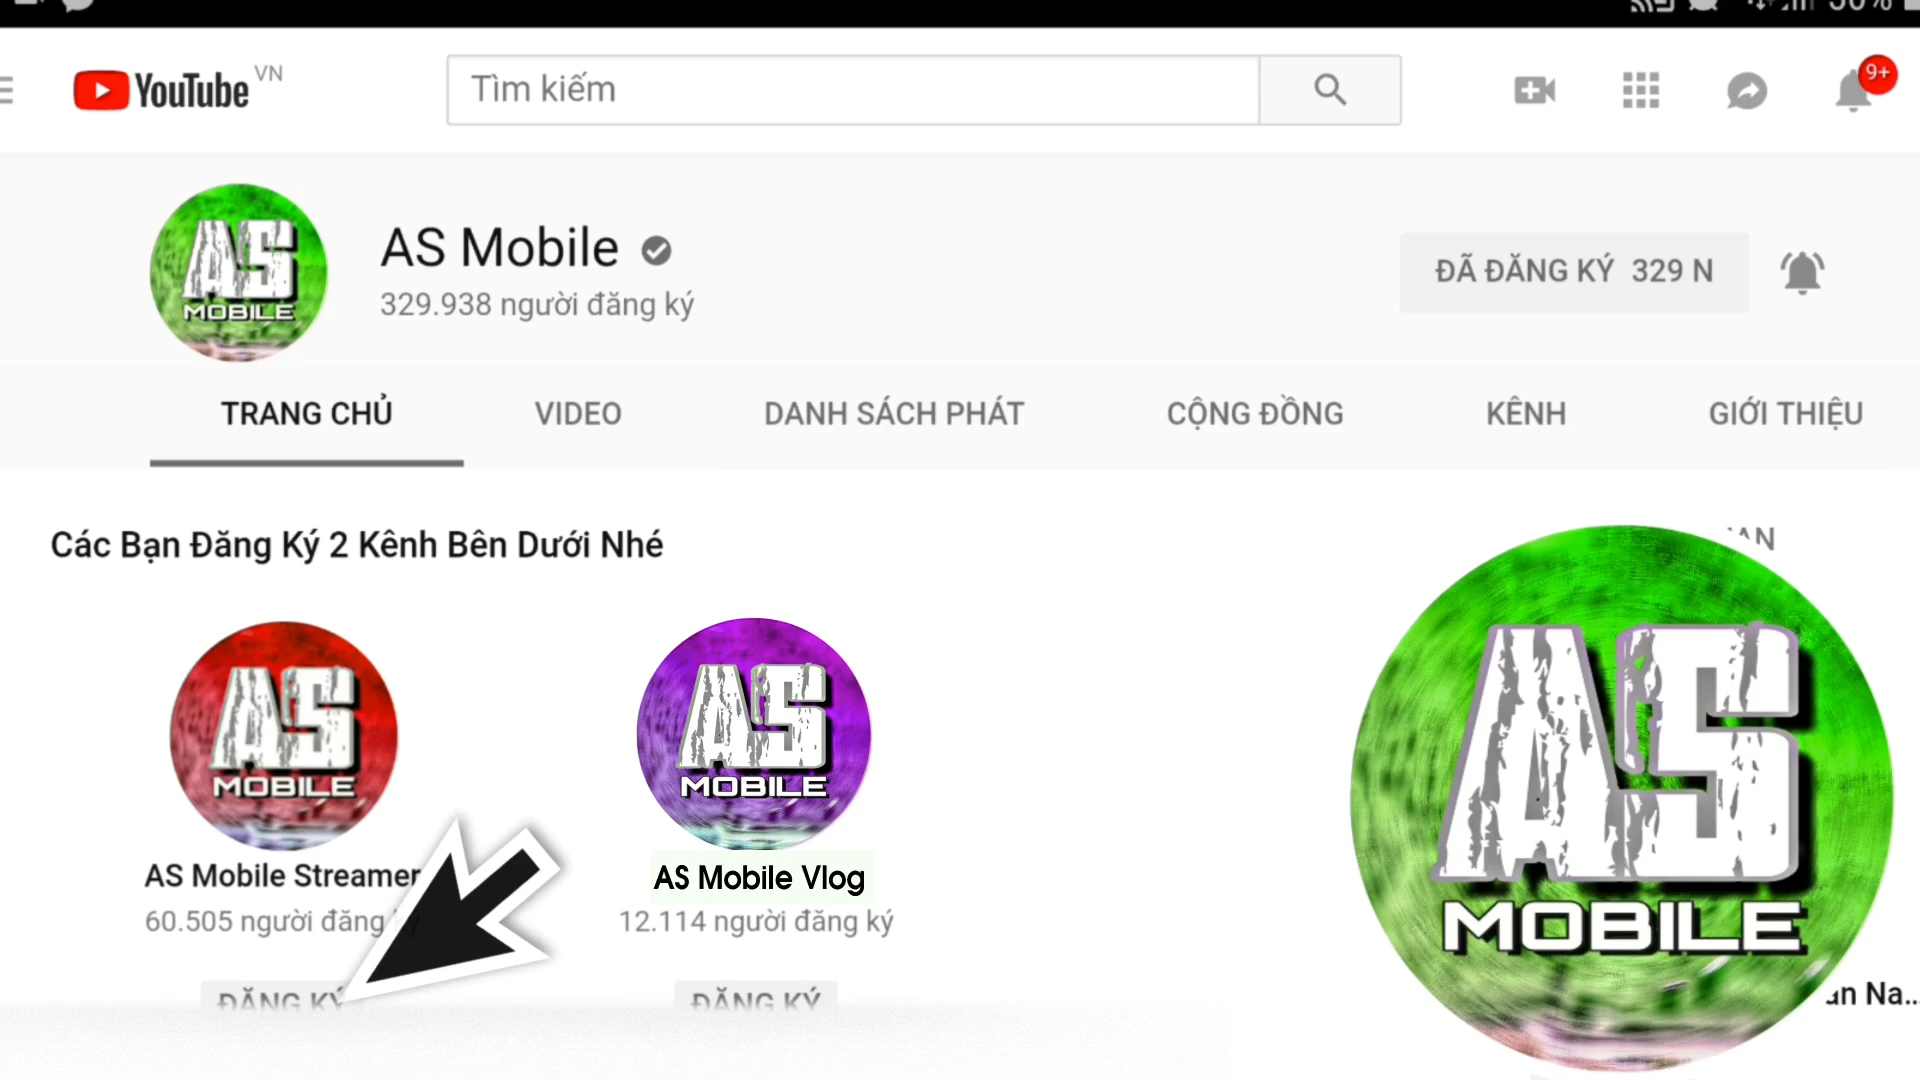 50%
YouTube VN
Tìm kiếm
9+
AS
MOBILE
AS Mobile
329.938 người đăng ký
ĐÃ ĐĂNG KÝ 329 N
TRANG CHỦ
VIDEO
DANH SÁCH PHÁT
CỘNG ĐỒNG
KÊNH
GIỚI THIỆU
Các Bạn Đăng Ký 2 Kênh Bên Dưới Nhé
AS
MOBILE
AS Mobile Streamer
60.505 người đăng
ĐĂNG KÝ
AS
MOBILE
AS Mobile Vlog
12.114 người đăng ký
ĐĂNG KÝ
AS
MOBILE